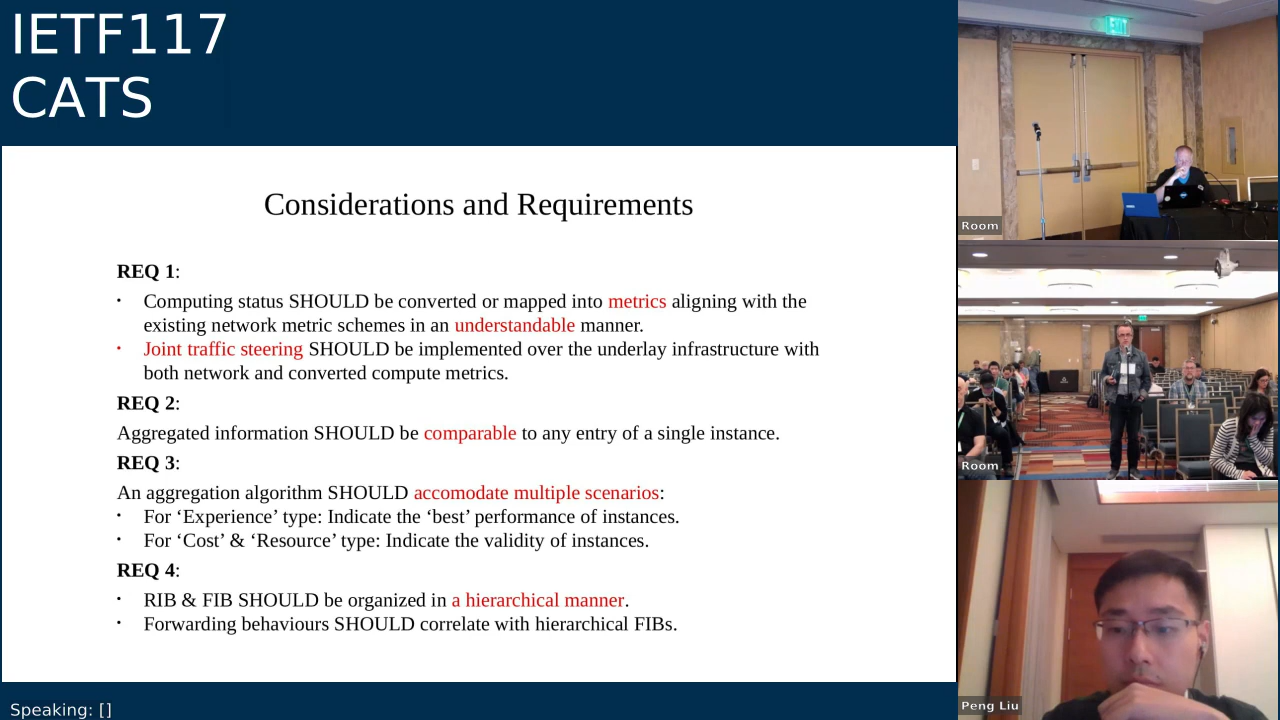 IETF117
CATS
Considerations and Requirements
REQ 1:
• Computing status SHOULD be converted or mapped into metrics aligning with the
existing network metric schemes in an understandable manner.
• Joint traffic steering SHOULD be implemented over the underlay infrastructure with
both network and converted compute metrics.
REQ 2:
Aggregated information SHOULD be comparable to any entry of a single instance.
REQ 3:
An aggregation algorithm SHOULD accomodate multiple scenarios:
• For ‘Experience’ type: Indicate the ‘best’ performance of instances.
• For ‘Cost’ & ‘Resource’ type: Indicate the validity of instances.
REQ 4:
• RIB & FIB SHOULD be organized in a hierarchical manner.
• Forwarding behaviours SHOULD correlate with hierarchical FIBs.
Speaking: []
EXIT
Room
Room
Peng Liu